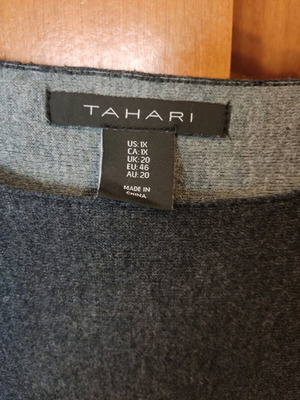 TAHARI
US: 1X
CA: 1X
UK: 20
EU: 46
AU: 20
MADE IN
CHINA